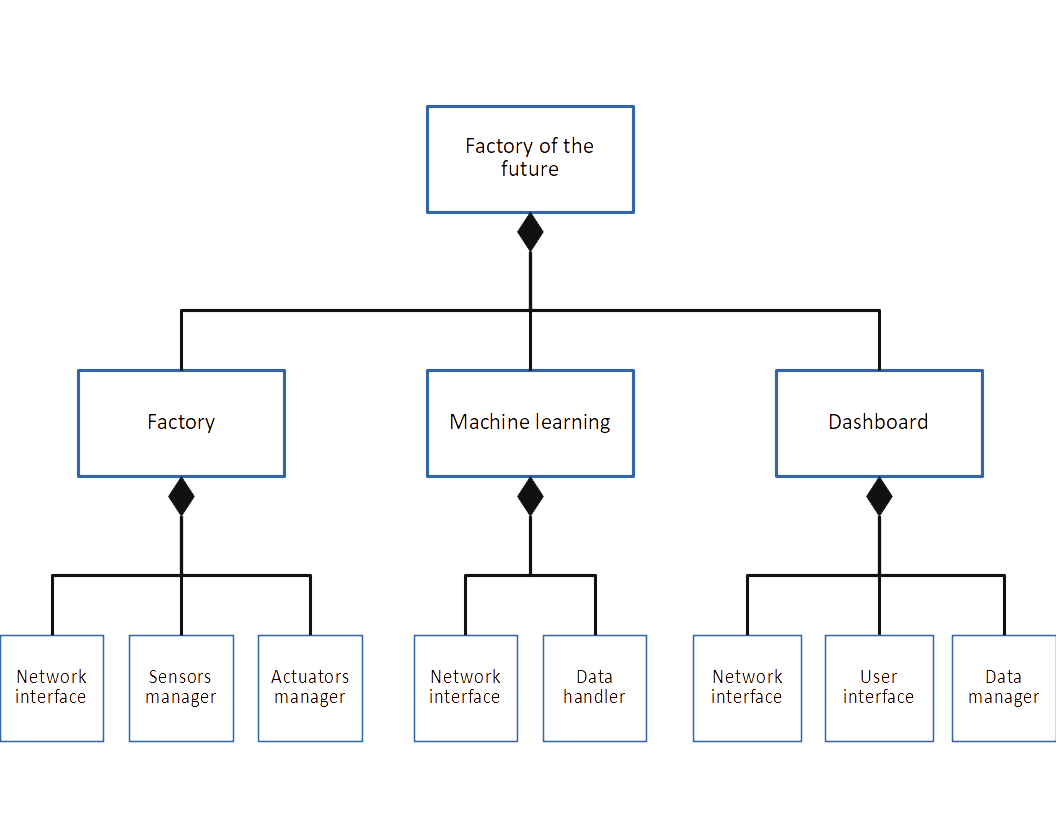 Factory of the
future
Factory
Machine learning
Dashboard
Network
interface
Sensors
manager
Actuators
manager
Network
interface
Data
handler
Network
interface
User
interface
Data
manager